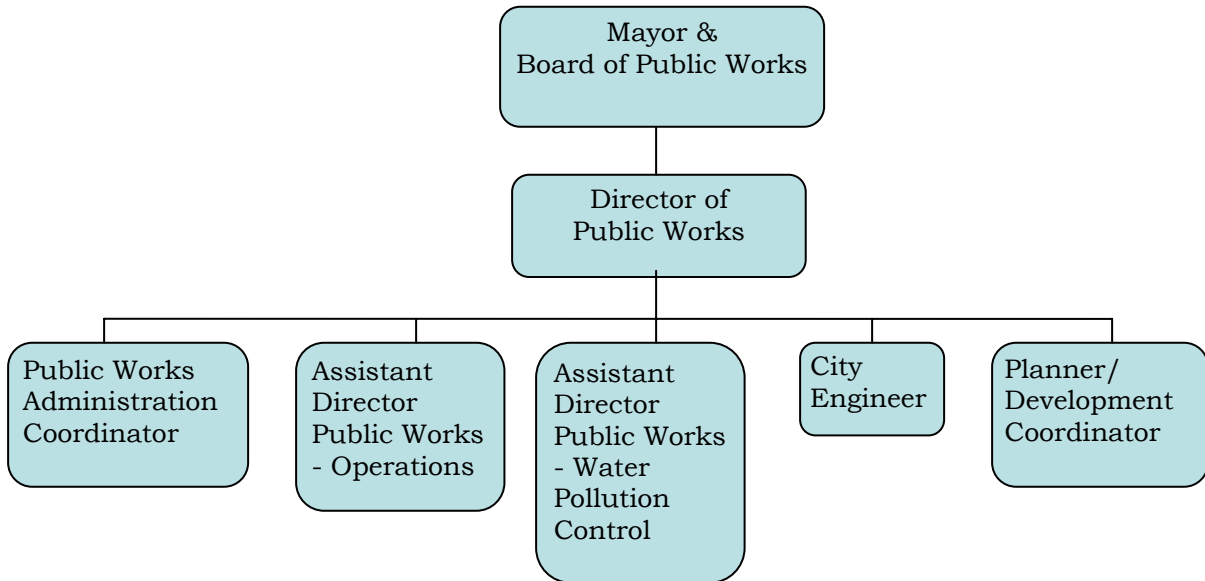 Mayor &
Board of Public Works
Director of
Public Works
Public Works
Administration
Coordinator
Assistant
Director
Public Works
- Operations
Assistant
Director
Public Works
- Water
Pollution
Control
City
Engineer
Planner/
Development
Coordinator